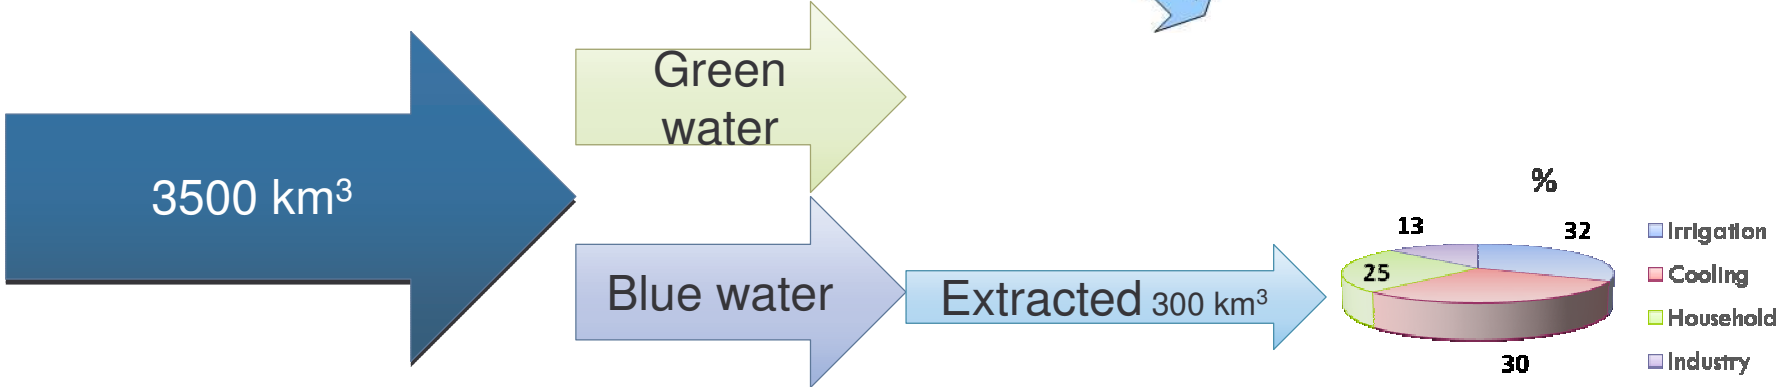 3500 km³
Green
water
Blue water
Extracted 300 km³
%
13
32
25
30
Irrigation
Cooling
Household
Industry